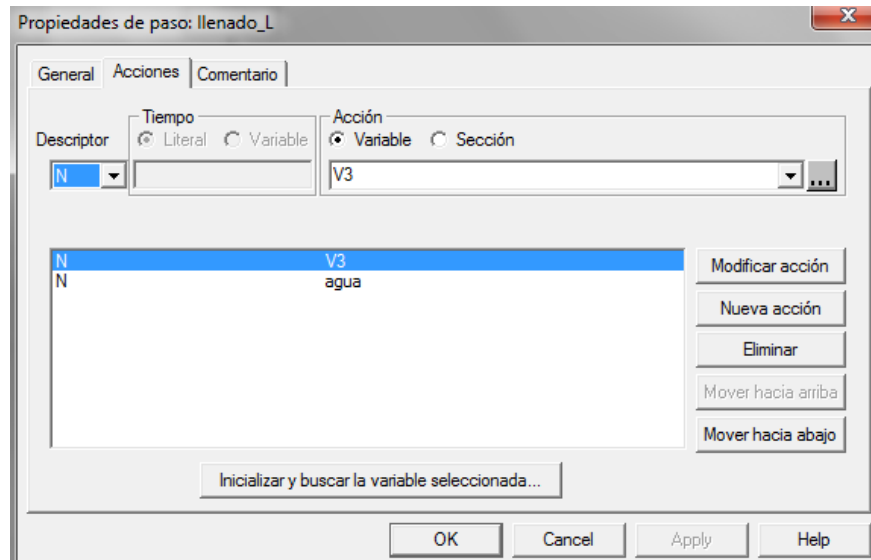 Propiedades de paso: llenado_L
X
General Acciones Comentario
Tiempo Acción
Descriptor Literal Variable Variable Sección
N V3 ...
N V3
N agua
Modificar acción
Nueva acción
Eliminar
Mover hacia arriba
Mover hacia abajo
Inicializar y buscar la variable seleccionada...
OK Cancel Apply Help